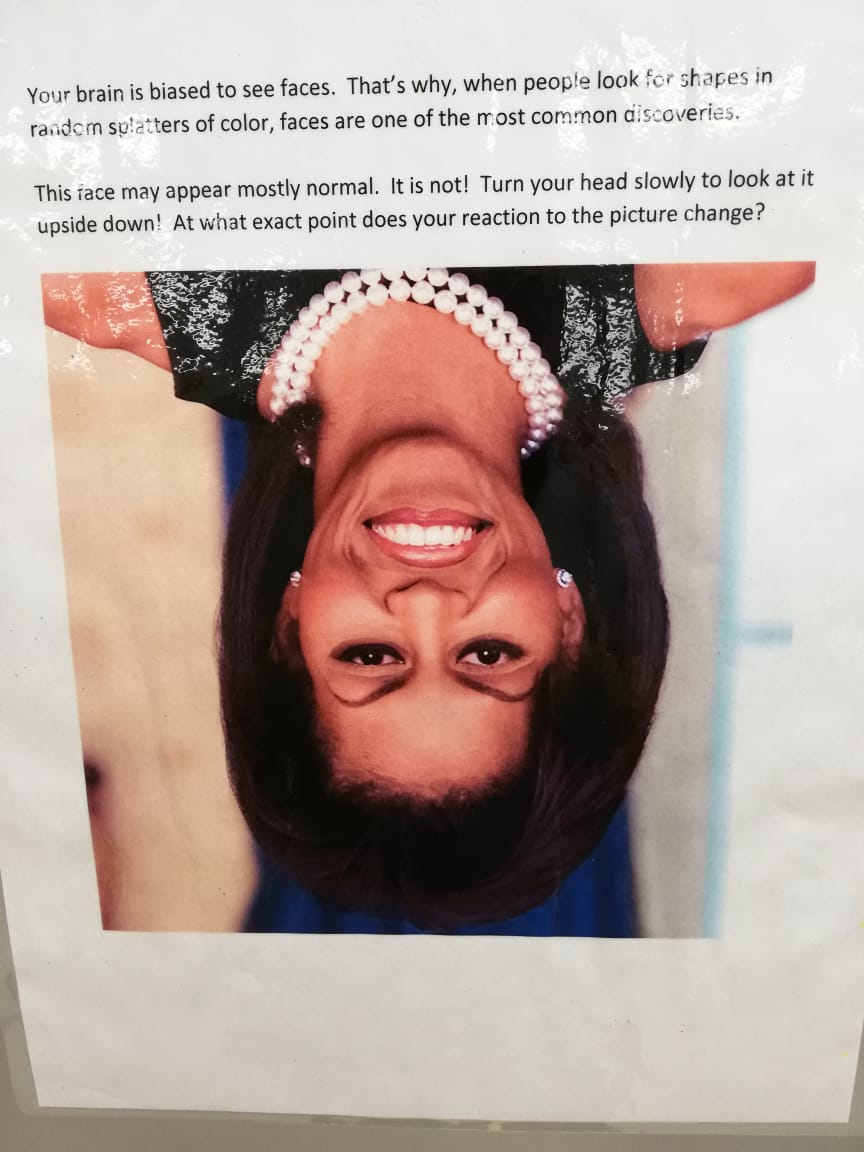 Your brain is biased to see faces. That's why, when people look for shapes in
random splatters of color, faces are one of the most common discoveries.
This face may appear mostly normal. It is not! Turn your head slowly to look at it
upside down! At what exact point does your reaction to the picture change?